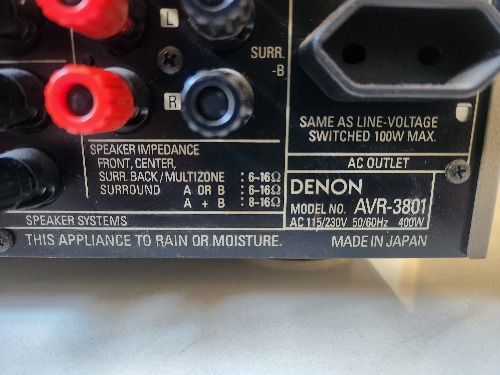 L
SURR.
-B
R
SAME AS LINE-VOLTAGE
SWITCHED 100W MAX.
AC OUTLET
SPEAKER IMPEDANCE
FRONT, CENTER,
SURR. BACK/MULTIZONE : 6-16Ω
SURROUND A OR B : 6-16Ω
A + B : 8-16Ω
SPEAKER SYSTEMS
DENON
MODEL NO. AVR-3801
AC 115/230V 50/60Hz 400W
THIS APPLIANCE TO RAIN OR MOISTURE.
MADE IN JAPAN